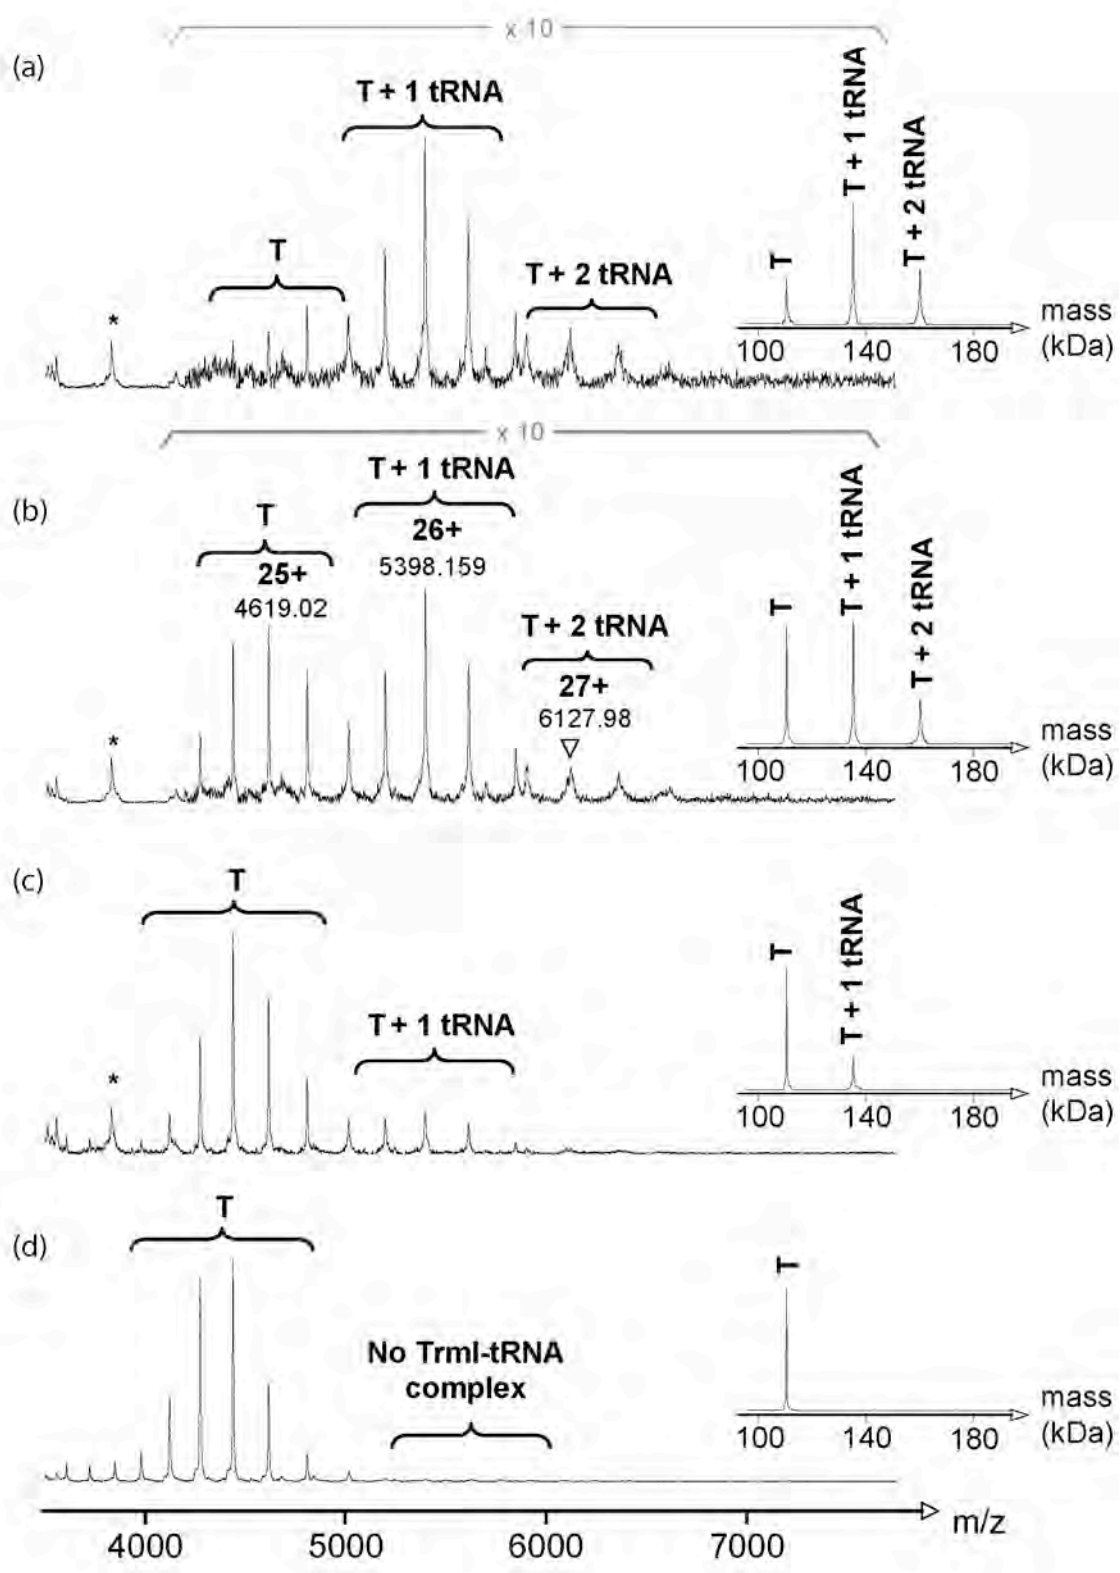 x 10
(a)
T + 1 tRNA
T
T + 2 tRNA
*
T
T + 1 tRNA
T + 2 tRNA
mass
(kDa)
100 140 180
x 10
(b)
T + 1 tRNA
26+
5398.159
T
25+
4619.02
T + 2 tRNA
27+
6127.98
*
T
T + 1 tRNA
T + 2 tRNA
mass
(kDa)
100 140 180
(c)
T
T + 1 tRNA
*
T
T + 1 tRNA
mass
(kDa)
100 140 180
(d)
T
No TrmI-tRNA
complex
T
mass
(kDa)
100 140 180
m/z
4000 5000 6000 7000